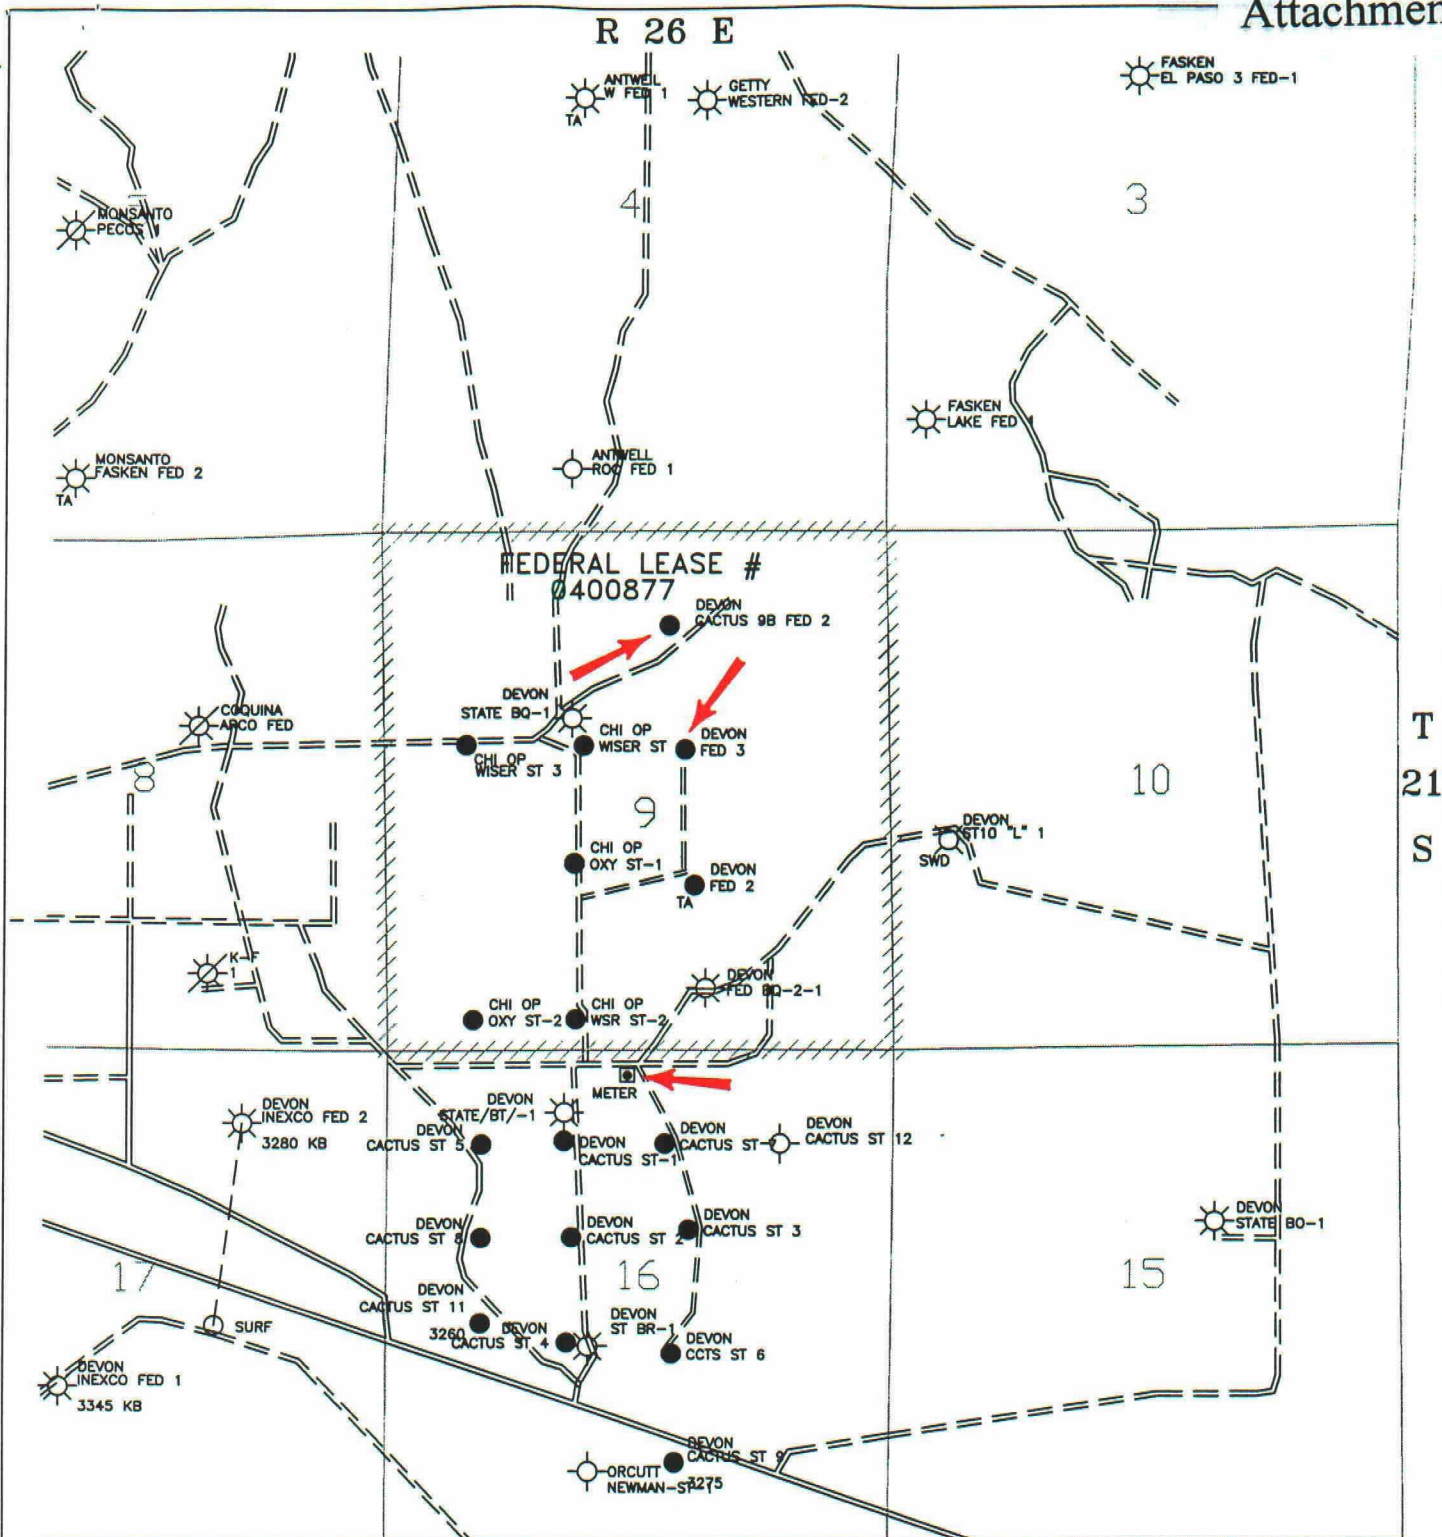 Attachmen
R 26 E
FASKEN
EL PASO 3 FED-1
ANTWEIL
W FED 1
TA
GETTY
WESTERN FED-2
4
3
MONSANTO
PECOS 1
FASKEN
LAKE FED 1
MONSANTO
FASKEN FED 2
TA
ANTWELL
ROC FED 1
FEDERAL LEASE #
0400877
DEVON
CACTUS 9B FED 2
DEVON
STATE BQ-1
COQUINA
ARCO FED
CHI OP
WISER ST
DEVON
FED 3
CHI OP
WISER ST 3
T
21
S
8
9
10
DEVON
ST10 "L" 1
SWD
CHI OP
OXY ST-1
DEVON
FED 2
TA
K-F
1
DEVON
FED BQ-2-1
CHI OP
OXY ST-2
CHI OP
WSR ST-2
METER
DEVON
INEXCO FED 2
3280 KB
DEVON
STATE/BT/-1
DEVON
CACTUS ST 5
DEVON
CACTUS ST-1
DEVON
CACTUS ST-7
DEVON
CACTUS ST 12
DEVON
CACTUS ST 8
DEVON
CACTUS ST 2
DEVON
CACTUS ST 3
DEVON
STATE BO-1
17
16
15
DEVON
CACTUS ST 11
3260
SURF
DEVON
CACTUS ST 4
DEVON
ST BR-1
DEVON
CCTS ST 6
DEVON
INEXCO FED 1
3345 KB
DEVON
CACTUS ST 9
3275
ORCUTT
NEWMAN-ST-1